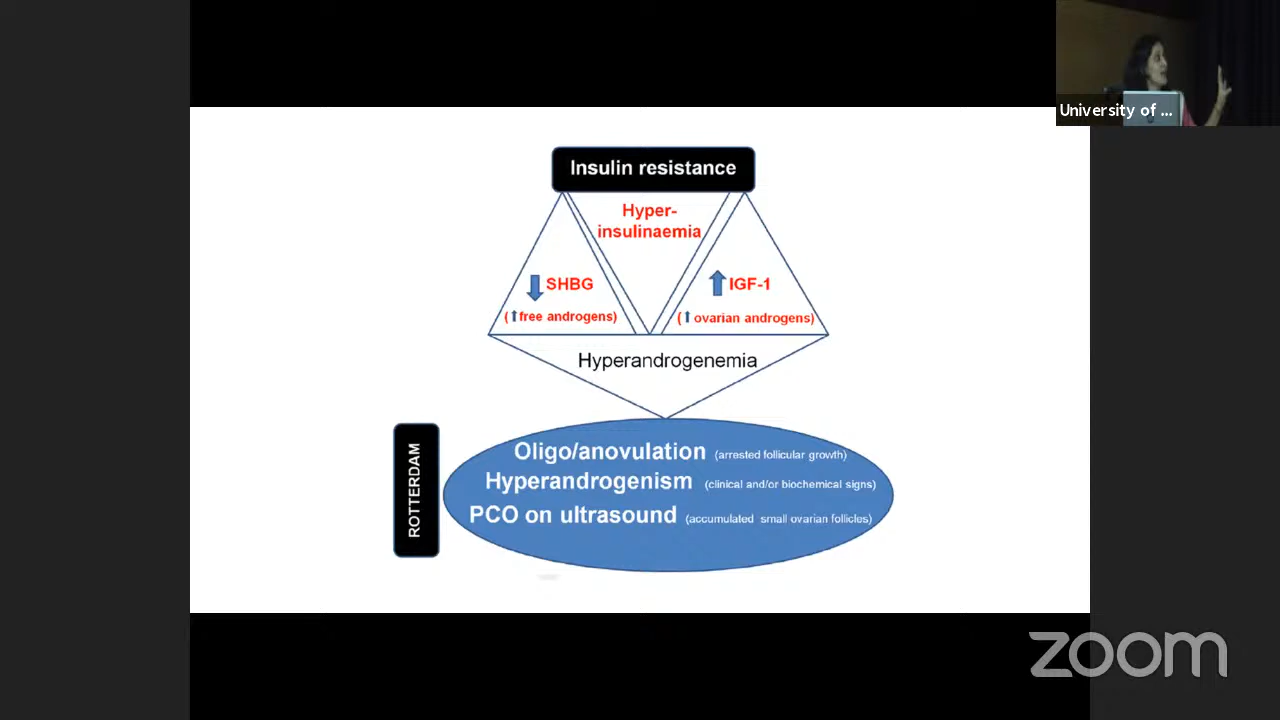 University of ...
Insulin resistance
Hyper-
insulinaemia
SHBG
IGF-1
(⬆free androgens)
(⬆ovarian androgens)
Hyperandrogenemia
ROTTERDAM
Oligo/anovulation (arrested follicular growth)
Hyperandrogenism (clinical and/or biochemical signs)
PCO on ultrasound (accumulated small ovarian follicles)
zoom